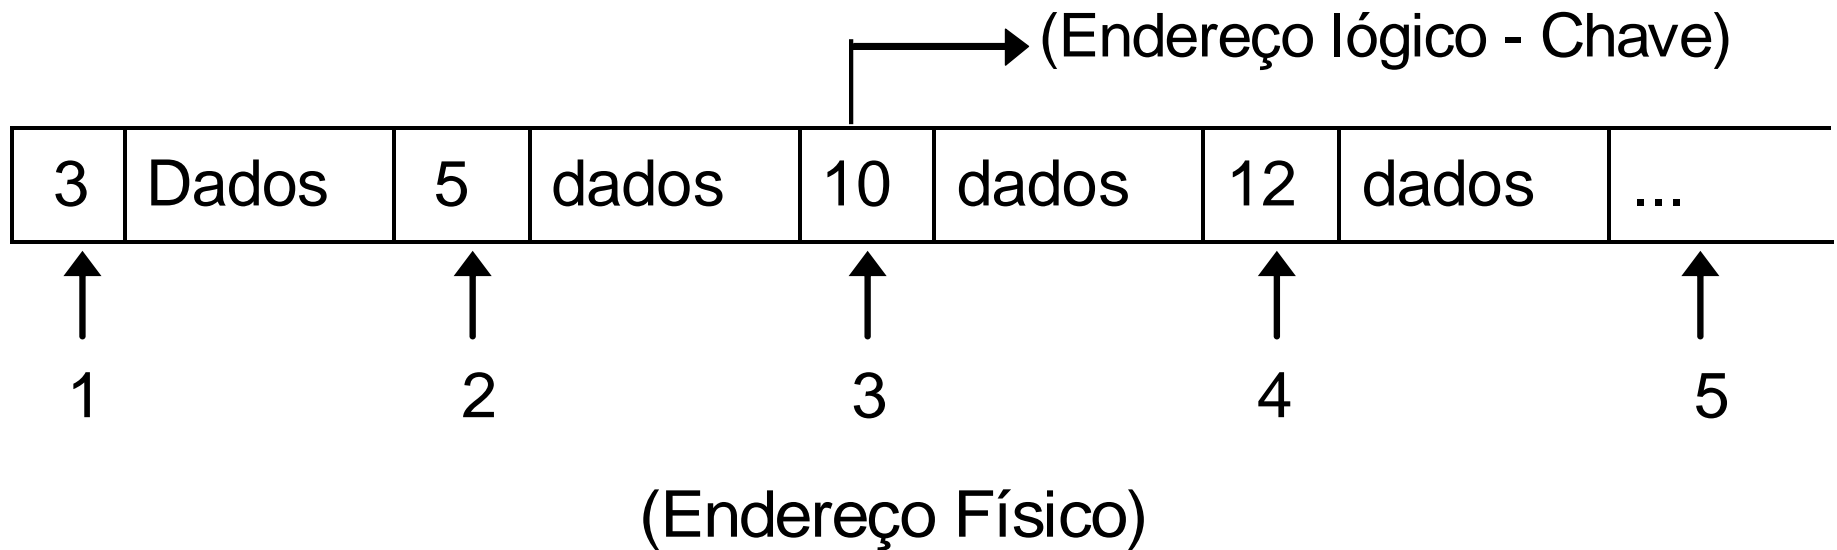 (Endereço lógico - Chave)
3 Dados 5 dados 10 dados 12 dados ...
1 2 3 4 5
(Endereço Físico)